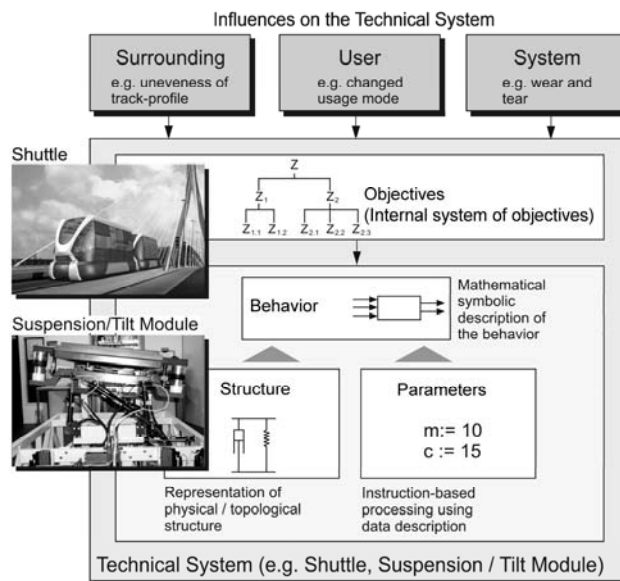 Influences on the Technical System
Surrounding
e.g. uneveness of
track-profile
User
e.g. changed
usage mode
System
e.g. wear and
tear
Shuttle
Z
Z1
Z2
Z1.1
Z1.2
Z2.1
Z2.2
Z2.3
Objectives
(Internal system of objectives)
Suspension/Tilt Module
Behavior
Mathematical
symbolic
description of
the behavior
Structure
Parameters
m:= 10
c := 15
Representation of
physical / topological
structure
Instruction-based
processing using
data description
Technical System (e.g. Shuttle, Suspension / Tilt Module)